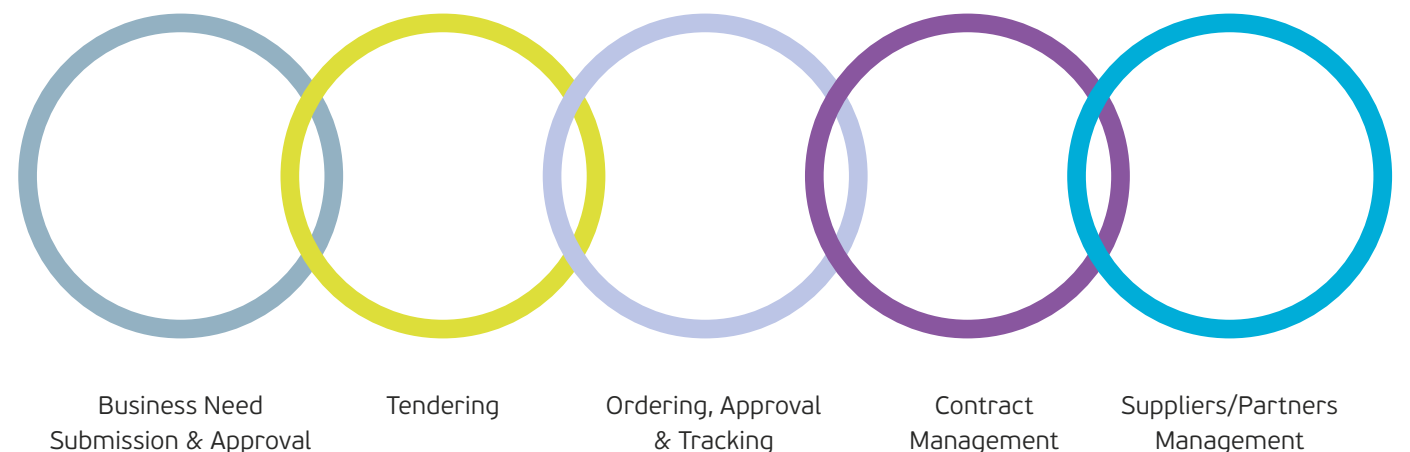 Business Need
Submission & Approval
Tendering
Ordering, Approval
& Tracking
Contract
Management
Suppliers/Partners
Management